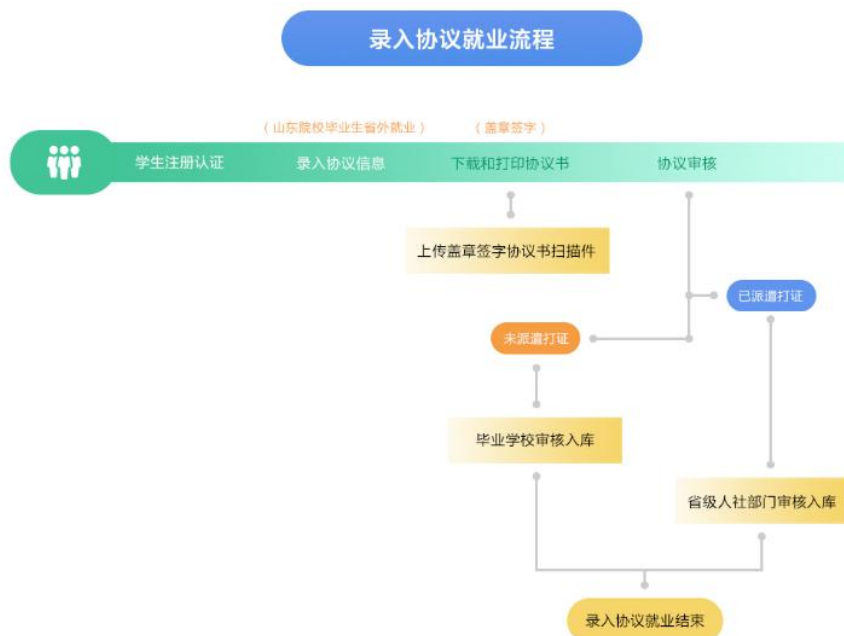 录入协议就业流程
（山东院校毕业生省外就业）
（盖章签字）
学生注册认证
录入协议信息
下载和打印协议书
协议审核
上传盖章签字协议书扫描件
已派遣打证
未派遣打证
毕业学校审核入库
省级人社部门审核入库
录入协议就业结束